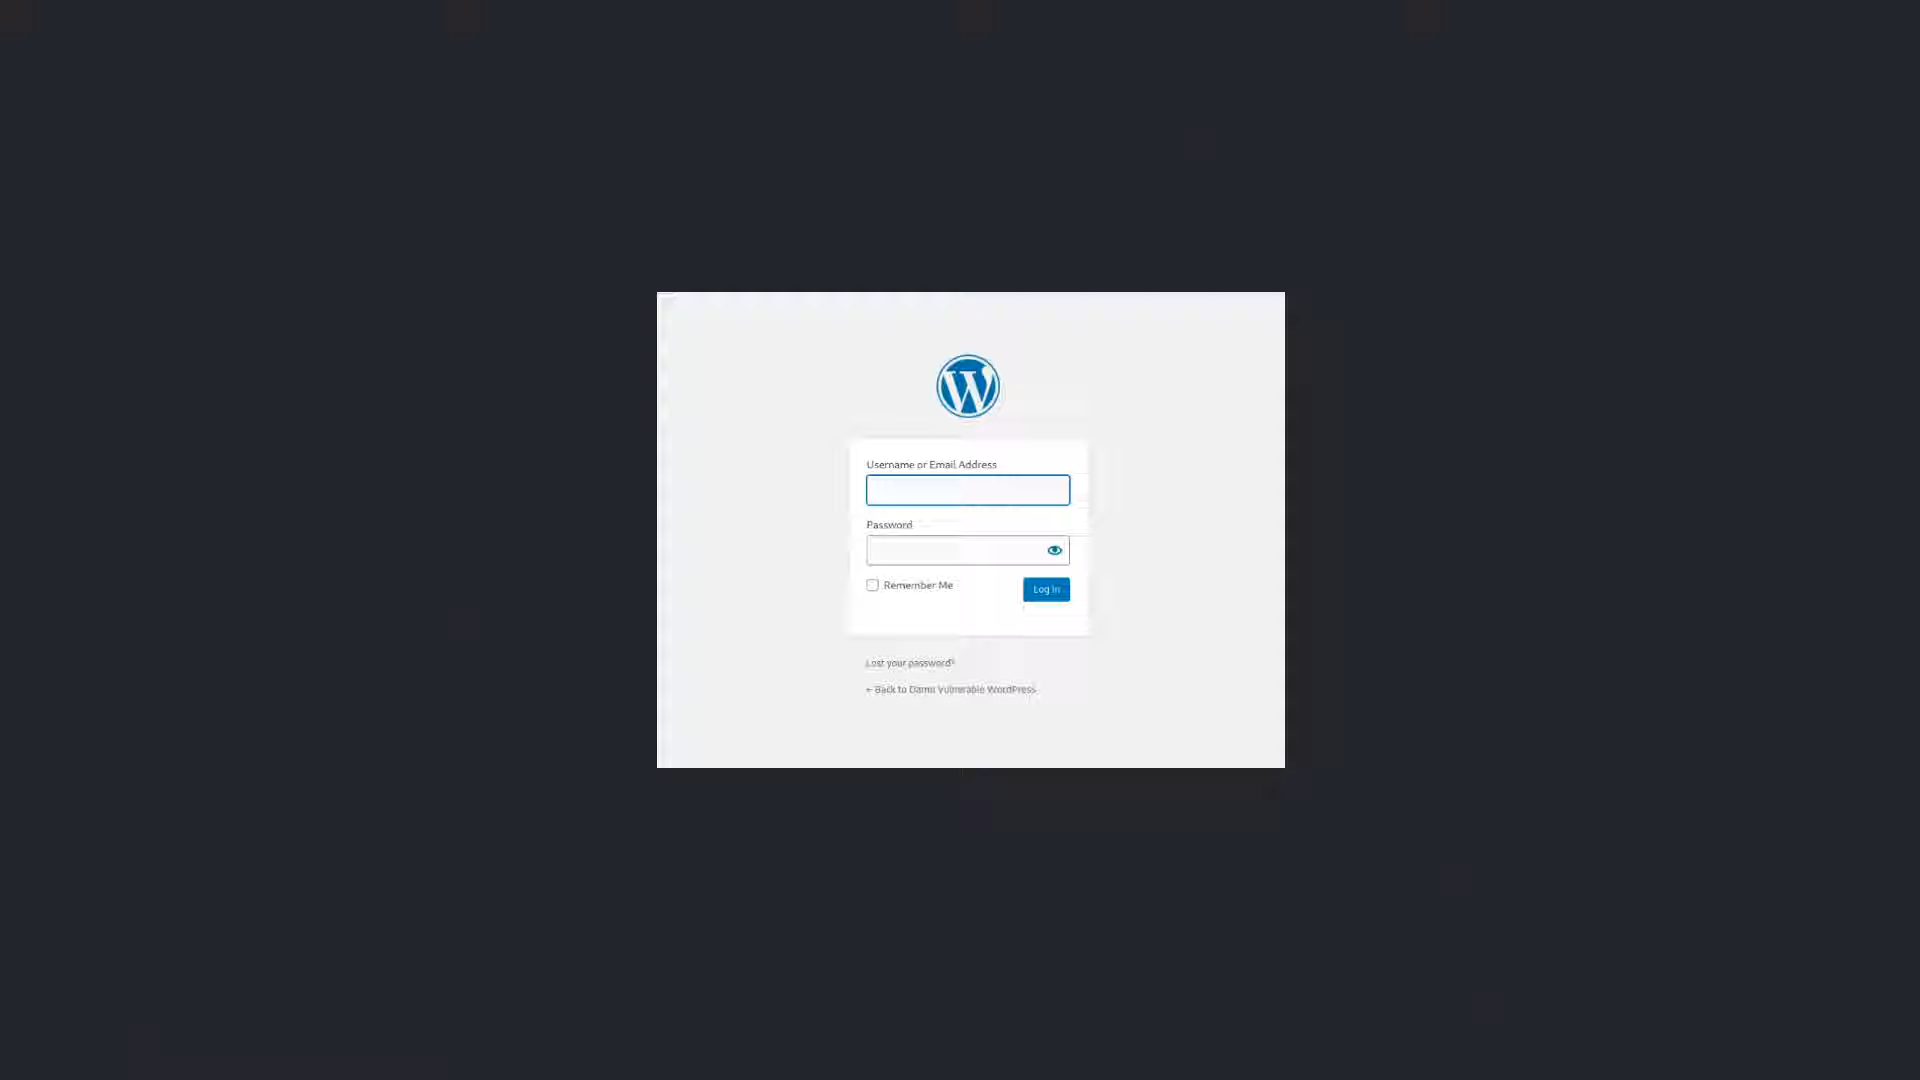 Username or Email Address
Password
Remember Me
Log In
Lost your password?
← Back to Damn Vulnerable WordPress